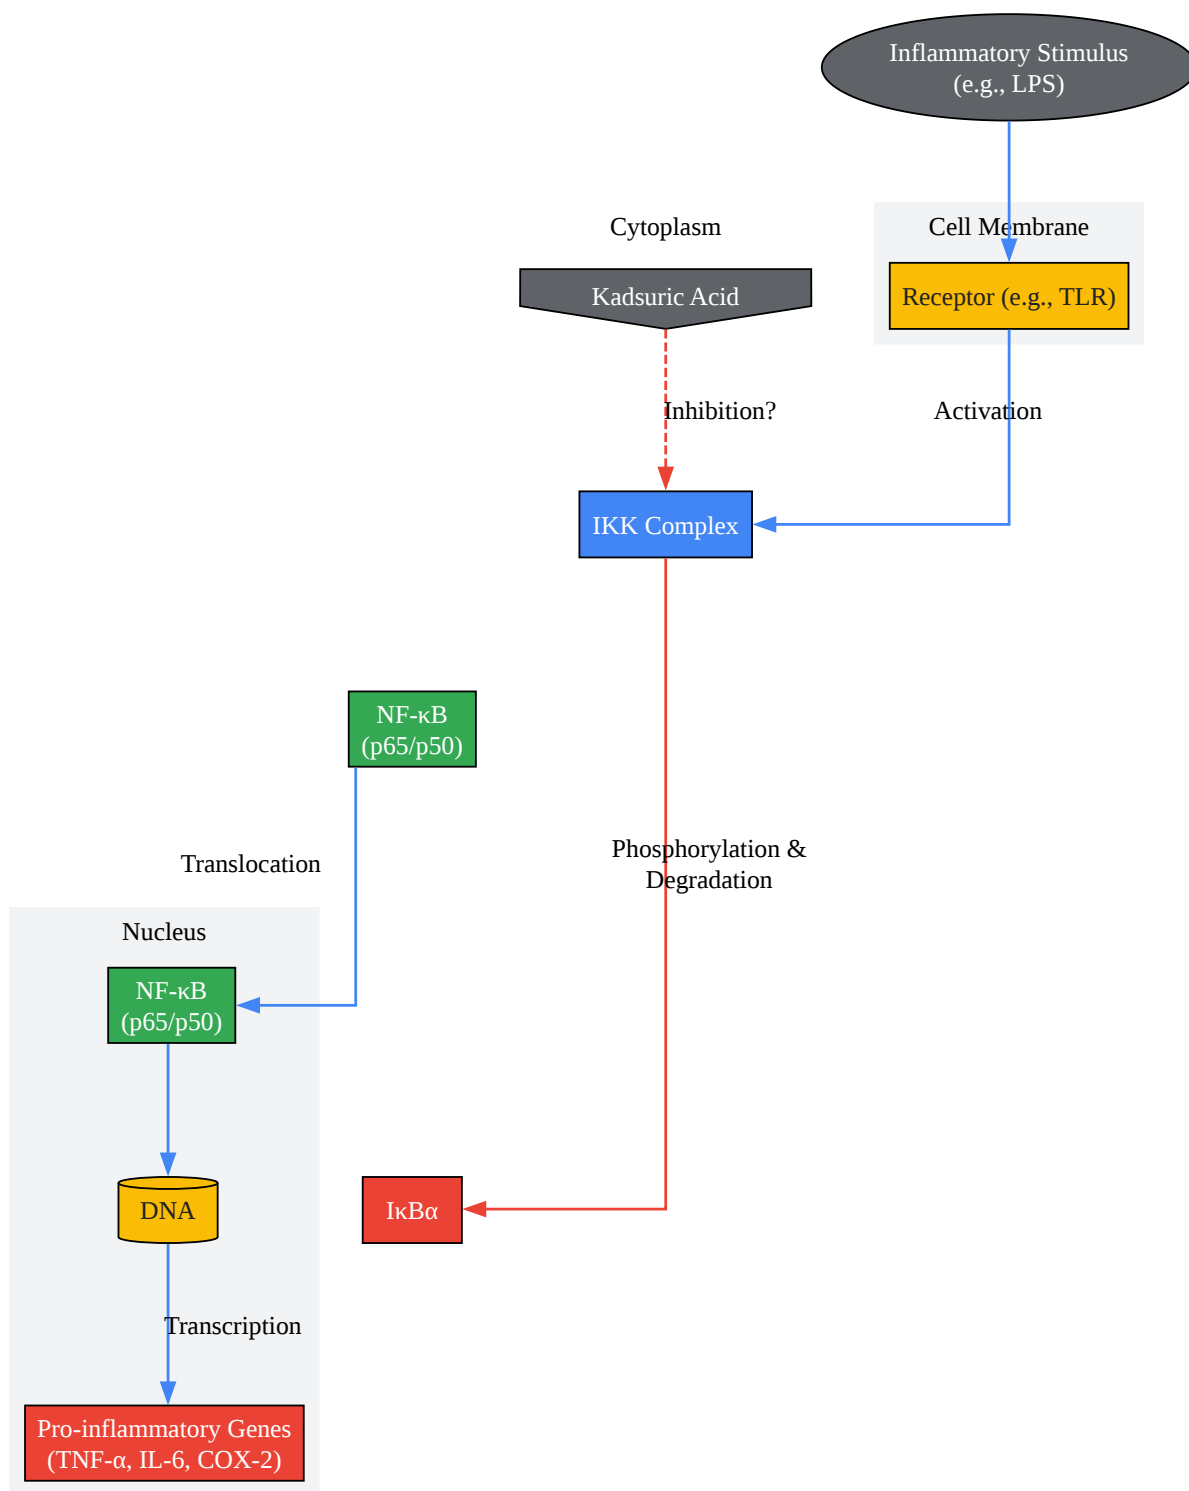 Inflammatory Stimulus
(e.g., LPS)
Cytoplasm
Cell Membrane
Kadsuric Acid
Receptor (e.g., TLR)
Inhibition?
Activation
IKK Complex
NF-κB
(p65/p50)
Phosphorylation &
Degradation
Translocation
Nucleus
NF-κB
(p65/p50)
DNA
IκBα
Transcription
Pro-inflammatory Genes
(TNF-α, IL-6, COX-2)